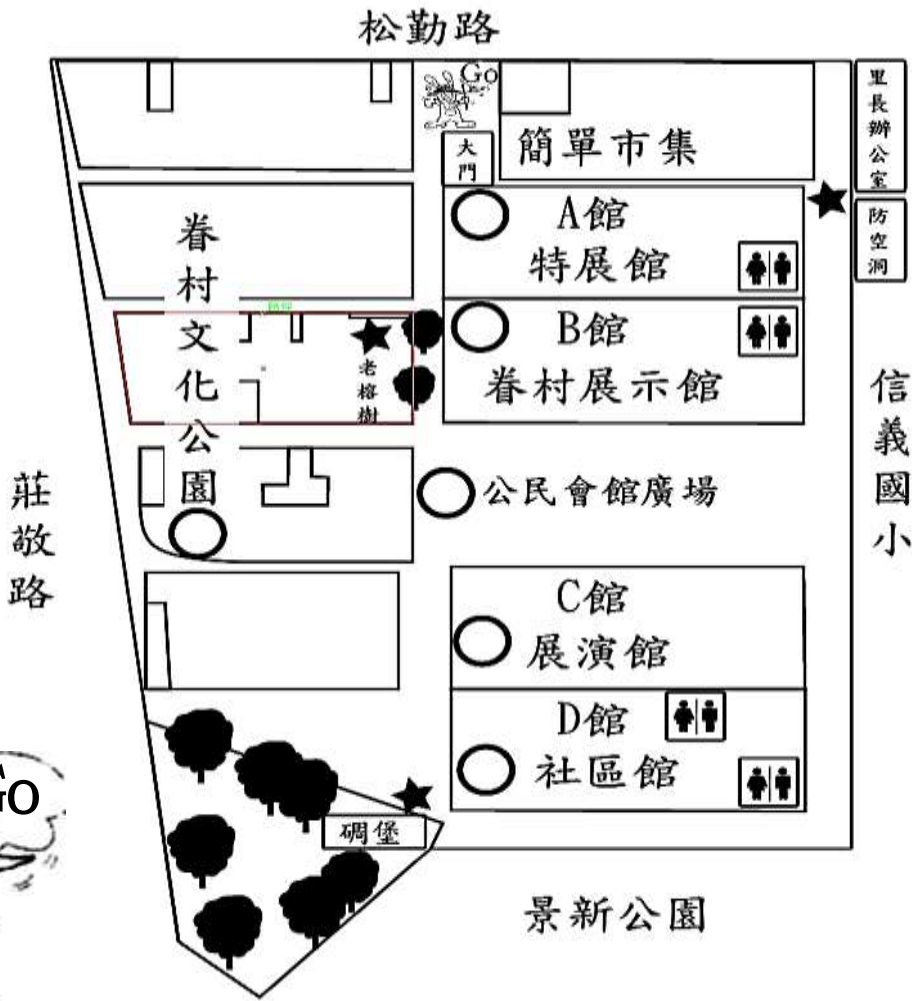 松勤路
Go
大門
簡單市集
里長辦公室
A館
特展館
防空洞
眷村文化公園
B館
眷村展示館
老榕樹
信義國小
莊敬路
公民會館廣場
C館
展演館
D館
社區館
GO
碉堡
景新公園